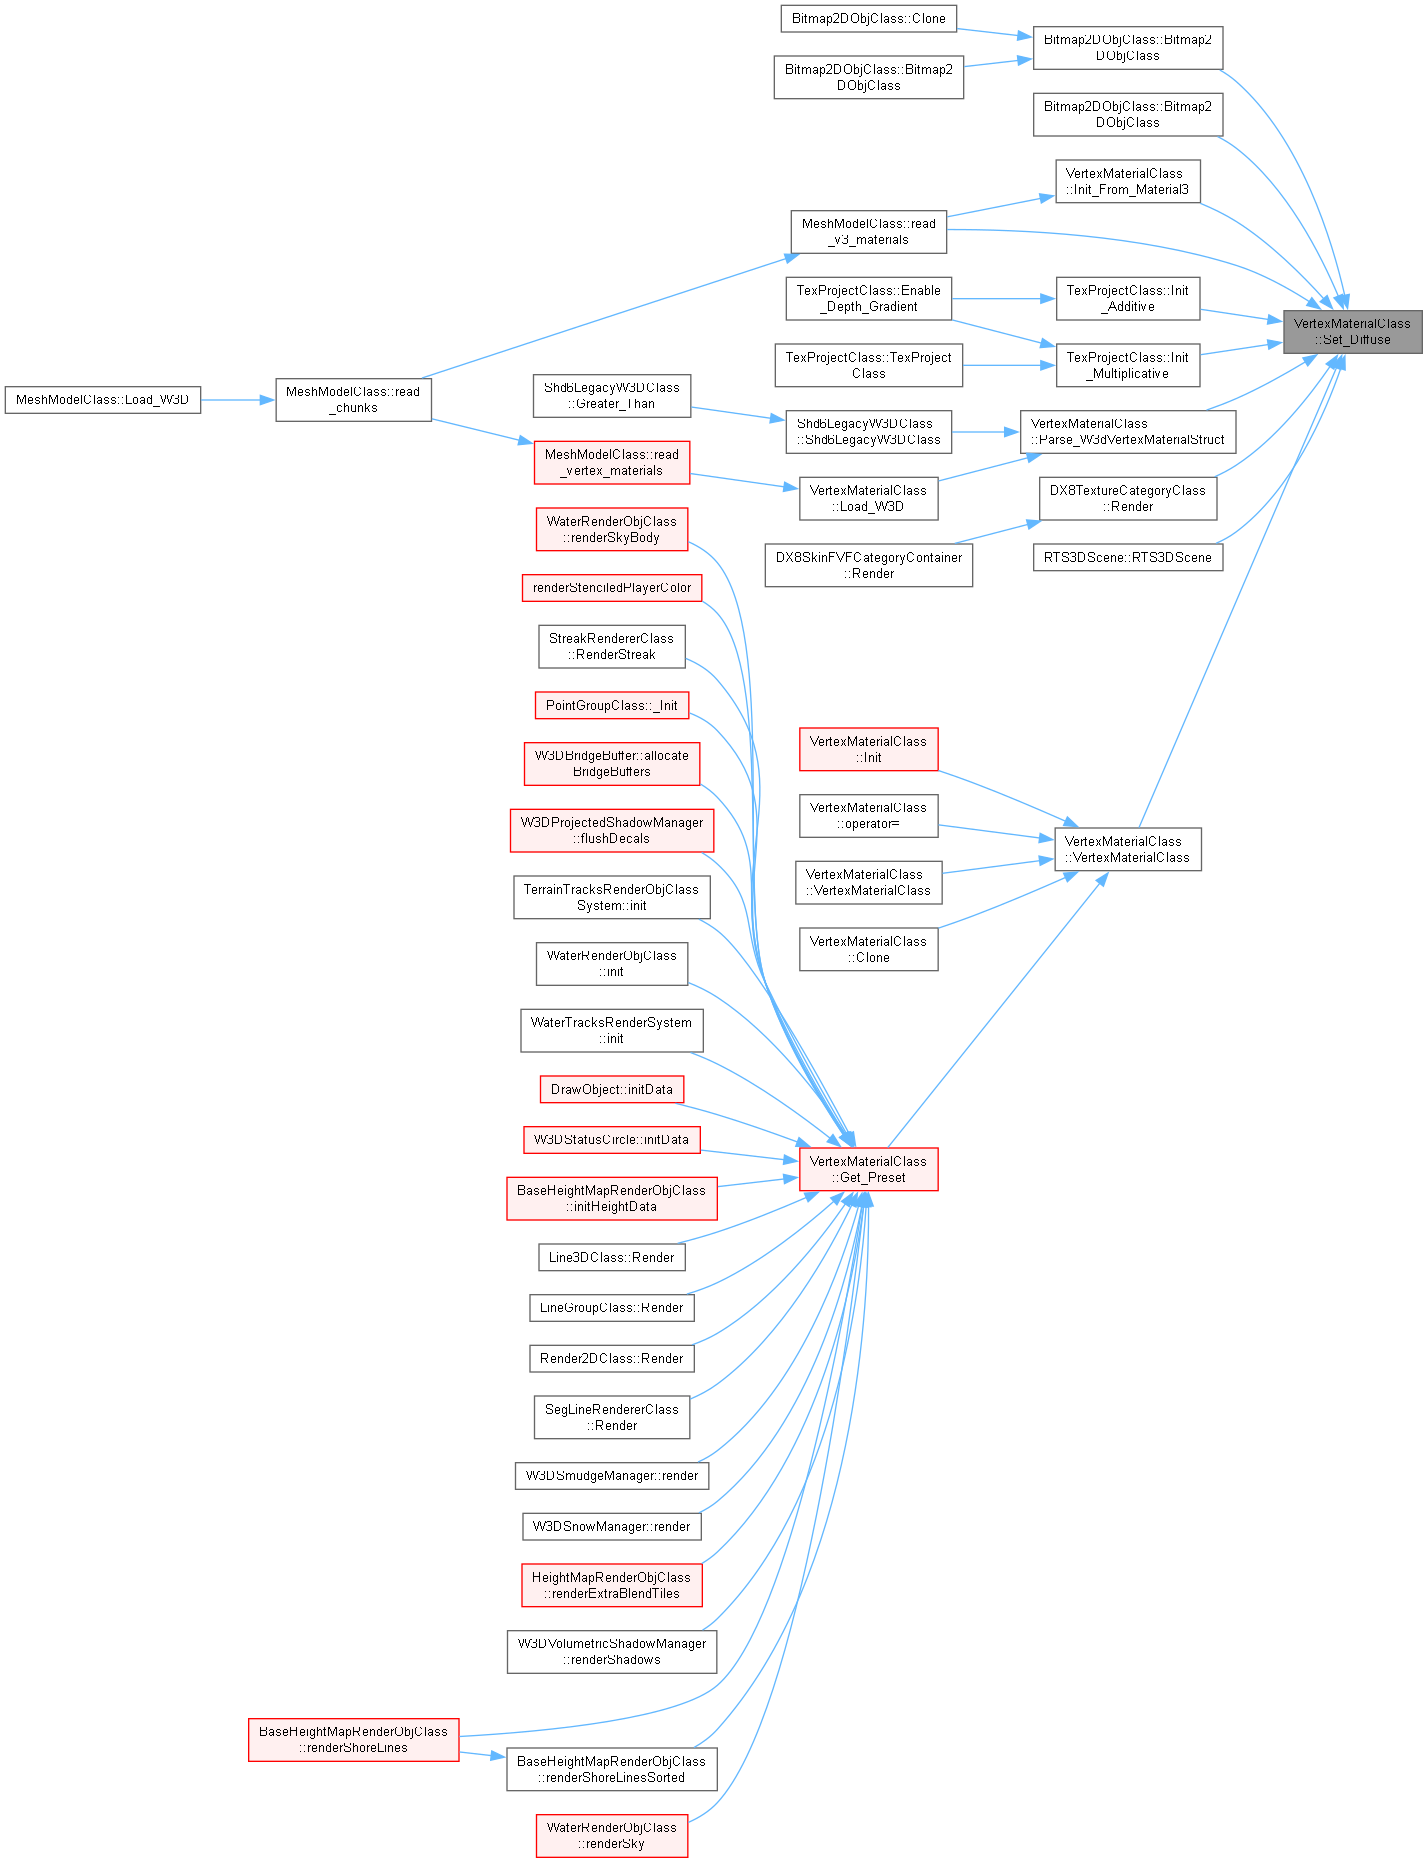 Bitmap2DObjClass::Clone
Bitmap2DObjClass::Bitmap2
DObjClass
Bitmap2DObjClass::Bitmap2
DObjClass
Bitmap2DObjClass::Bitmap2
DObjClass
VertexMaterialClass
::Init_From_Material3
MeshModelClass::read
_v3_materials
TexProjectClass::Enable
_Depth_Gradient
TexProjectClass::Init
_Additive
VertexMaterialClass
::Set_Diffuse
TexProjectClass::TexProject
Class
TexProjectClass::Init
_Multiplicative
MeshModelClass::Load_W3D
MeshModelClass::read
_chunks
Shd6LegacyW3DClass
::Greater_Than
Shd6LegacyW3DClass
::Shd6LegacyW3DClass
VertexMaterialClass
::Parse_W3dVertexMaterialStruct
MeshModelClass::read
_vertex_materials
VertexMaterialClass
::Load_W3D
DX8TextureCategoryClass
::Render
WaterRenderObjClass
::renderSkyBody
DX8SkinFVFCategoryContainer
::Render
RTS3DScene::RTS3DScene
renderStenciledPlayerColor
StreakRendererClass
::RenderStreak
PointGroupClass::_Init
W3DBridgeBuffer::allocate
BridgeBuffers
VertexMaterialClass
::Init
W3DProjectedShadowManager
::flushDecals
VertexMaterialClass
::operator=
VertexMaterialClass
::VertexMaterialClass
TerrainTracksRenderObjClass
System::init
VertexMaterialClass
::VertexMaterialClass
WaterRenderObjClass
::init
VertexMaterialClass
::Clone
WaterTracksRenderSystem
::init
DrawObject::initData
W3DStatusCircle::initData
VertexMaterialClass
::Get_Preset
BaseHeightMapRenderObjClass
::initHeightData
Line3DClass::Render
LineGroupClass::Render
Render2DClass::Render
SegLineRendererClass
::Render
W3DSmudgeManager::render
W3DSnowManager::render
HeightMapRenderObjClass
::renderExtraBlendTiles
W3DVolumetricShadowManager
::renderShadows
BaseHeightMapRenderObjClass
::renderShoreLines
BaseHeightMapRenderObjClass
::renderShoreLinesSorted
WaterRenderObjClass
::renderSky